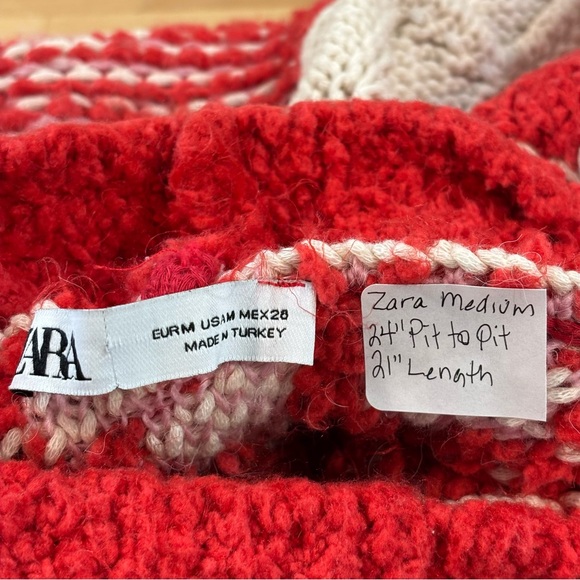 ZARA
EUR M USA M MEX 28
MADE IN TURKEY
Zara Medium
24" Pit to Pit
21" Length